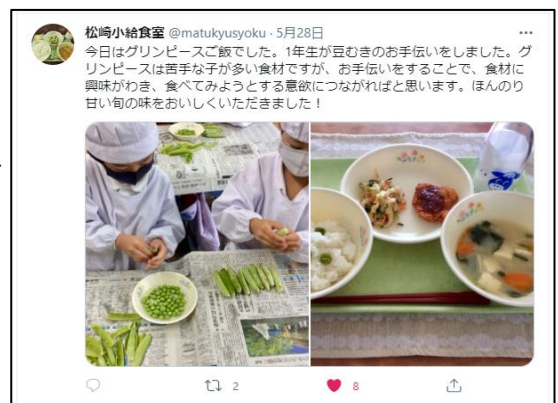 松崎小給食室 @matukyusyoku · 5月28日
今日はグリンピースご飯でした。1年生が豆むきのお手伝いをしました。グ
リンピースは苦手な子が多い食材ですが、お手伝いをすることで、食材に
興味がわき、食べてみようとする意欲につながればと思います。ほんのり
甘い旬の味をおいしくいただきました！
2
8